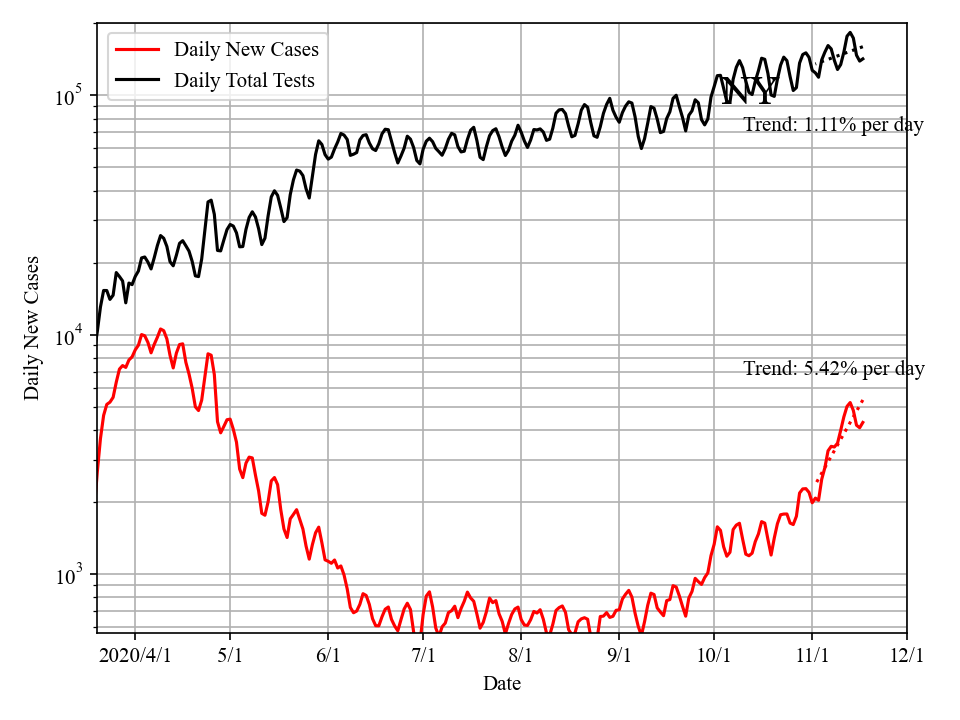 Daily New Cases
Daily Total Tests
NY
Trend: 1.11% per day
Trend: 5.42% per day
10^5
10^4
10^3
Daily New Cases
2020/4/1 5/1 6/1 7/1 8/1 9/1 10/1 11/1 12/1
Date